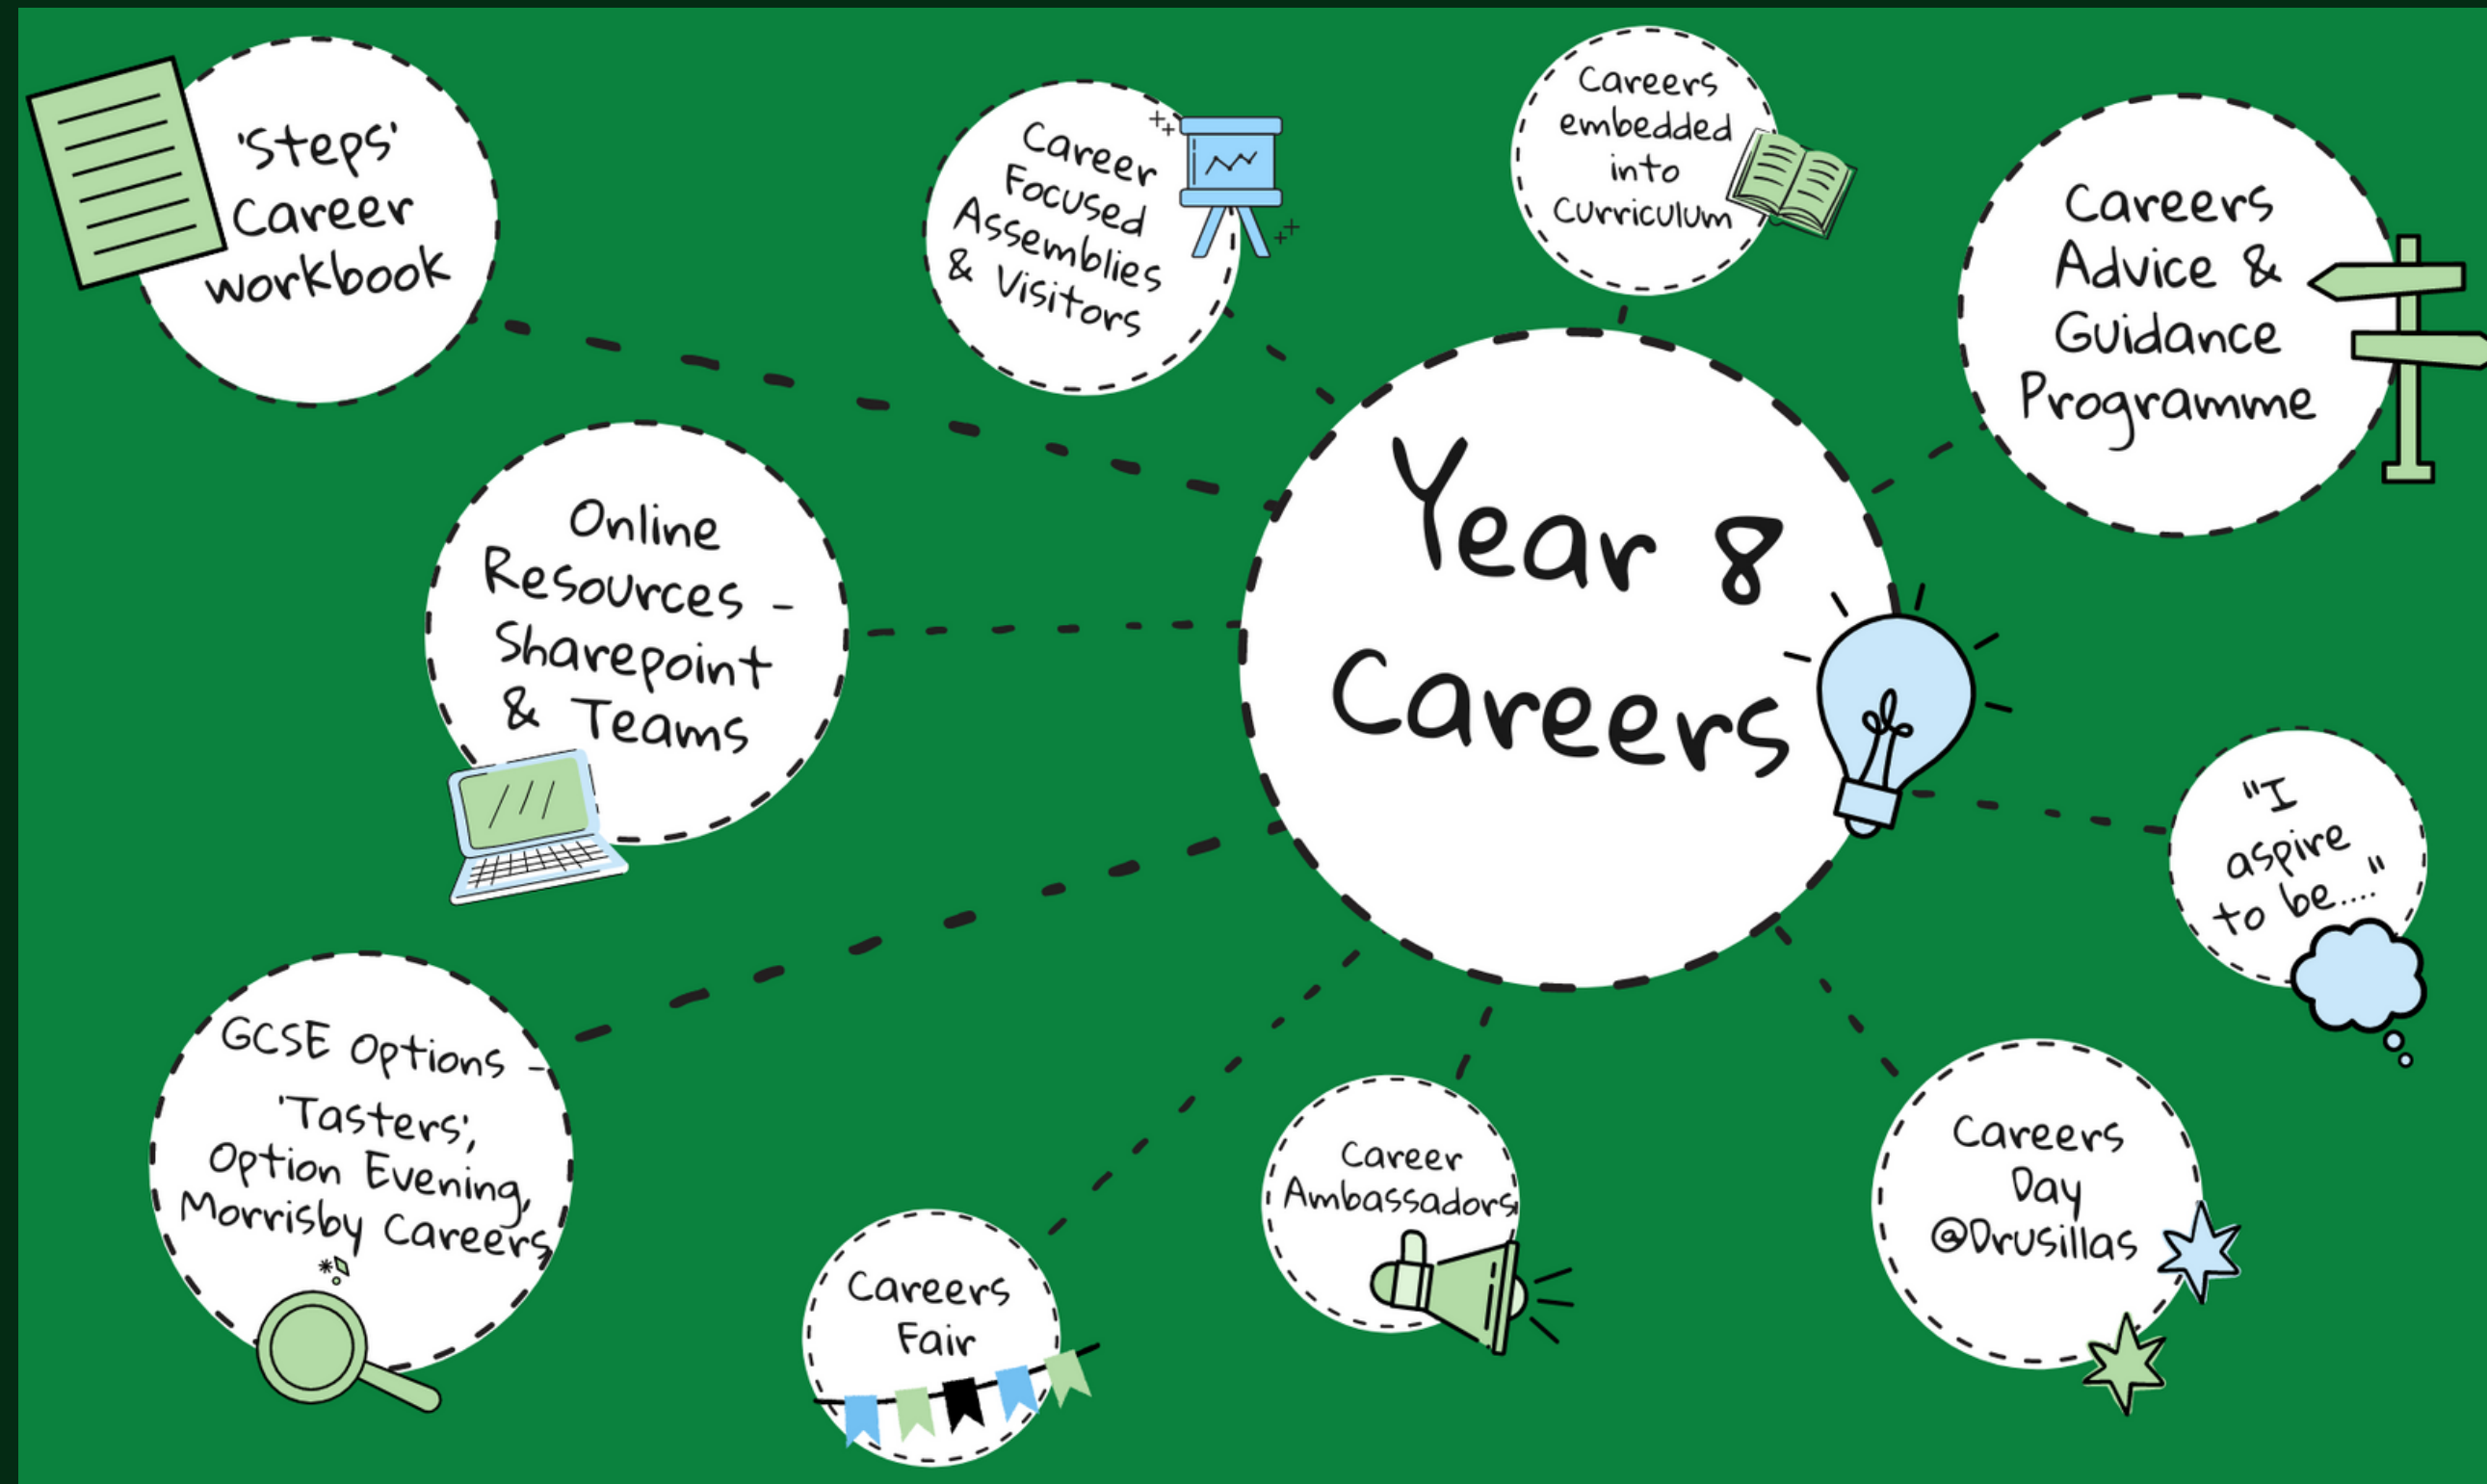 'Steps'
Career
workbook
Career
Focused
Assemblies
& Visitors
Careers
embedded
into
Curriculum
Careers
Advice &
Guidance
Programme
Online
Resources -
Sharepoint
& Teams
Year 8
Careers
"I
aspire
to be...."
GCSE Options -
'Tasters',
Option Evening,
Morrisby Careers
Careers
Fair
Career
Ambassadors
Careers
Day
@Drusillas